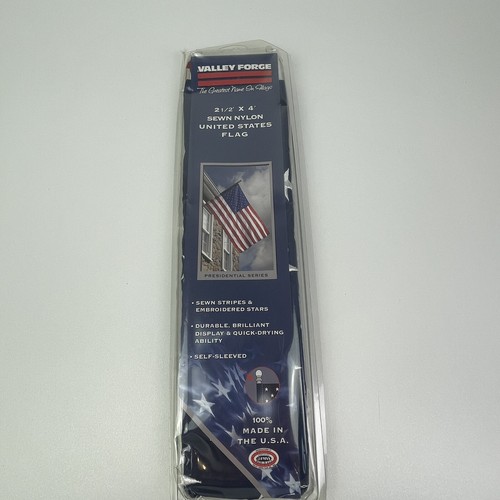 VALLEY FORGE
The Greatest Name In Flags
2 1/2' X 4'
SEWN NYLON
UNITED STATES
FLAG
PRESIDENTIAL SERIES
• SEWN STRIPES &
EMBROIDERED STARS
• DURABLE, BRILLIANT
DISPLAY & QUICK-DRYING
ABILITY
• SELF-SLEEVED
100%
MADE IN
THE U.S.A.